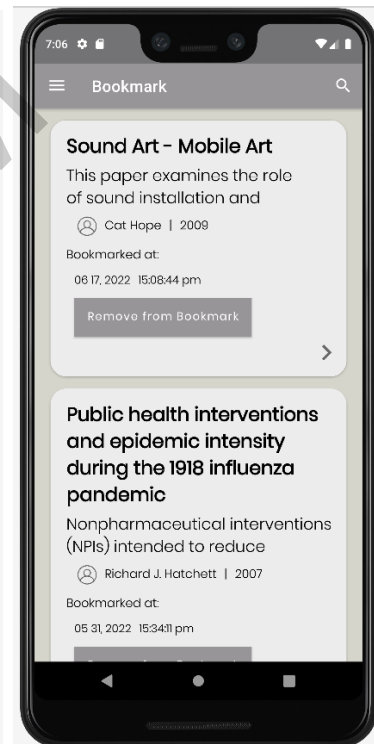 7:06
Bookmark
Sound Art - Mobile Art
This paper examines the role
of sound installation and
Cat Hope | 2009
Bookmarked at:
06 17, 2022 15:08:44 pm
Remove from Bookmark
Public health interventions
and epidemic intensity
during the 1918 influenza
pandemic
Nonpharmaceutical interventions
(NPIs) intended to reduce
Richard J. Hatchett | 2007
Bookmarked at:
05 31, 2022 15:34:11 pm